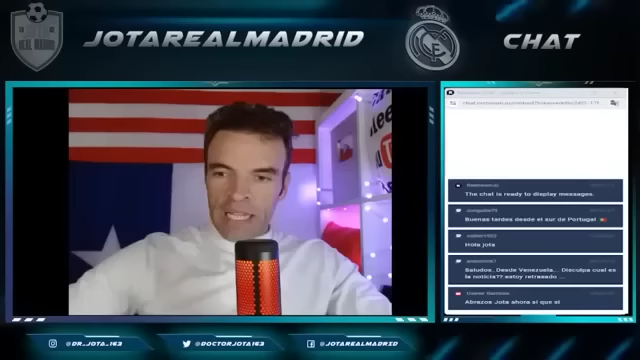 JOTAREALMADRID
CHAT
The chat is ready to display messages.
Buenas tardes desde el sur de Portugal
Hola jota
Saludos, Desde Venezuela... Disculpa cual es
la noticia?? estoy retrasado ....
Abrazos Jota ahora si que si
@DR_JOTA_163
@DOCTORJOTA163
@JOTAREALMADRID